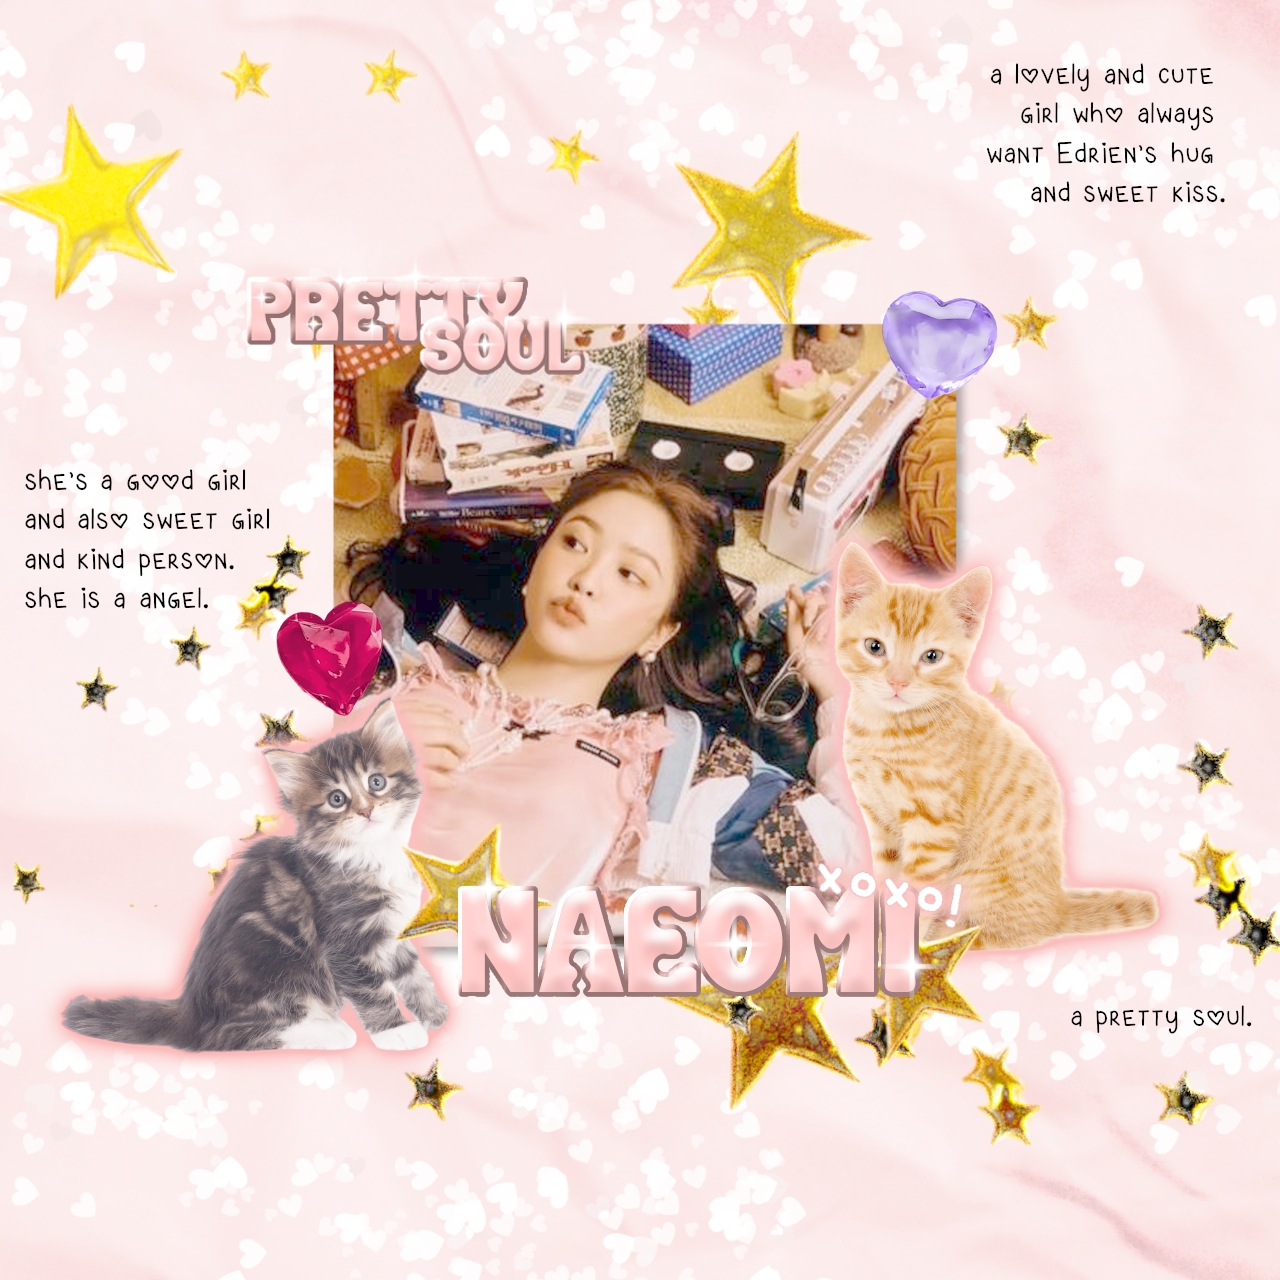 a lovely and cute
girl who always
want Edrien's hug
and sweet kiss.
PRETTY
SOUL
she's a good girl
and also sweet girl
and kind person.
she is a angel.
xoxo!
NAEOMI
a pretty soul.